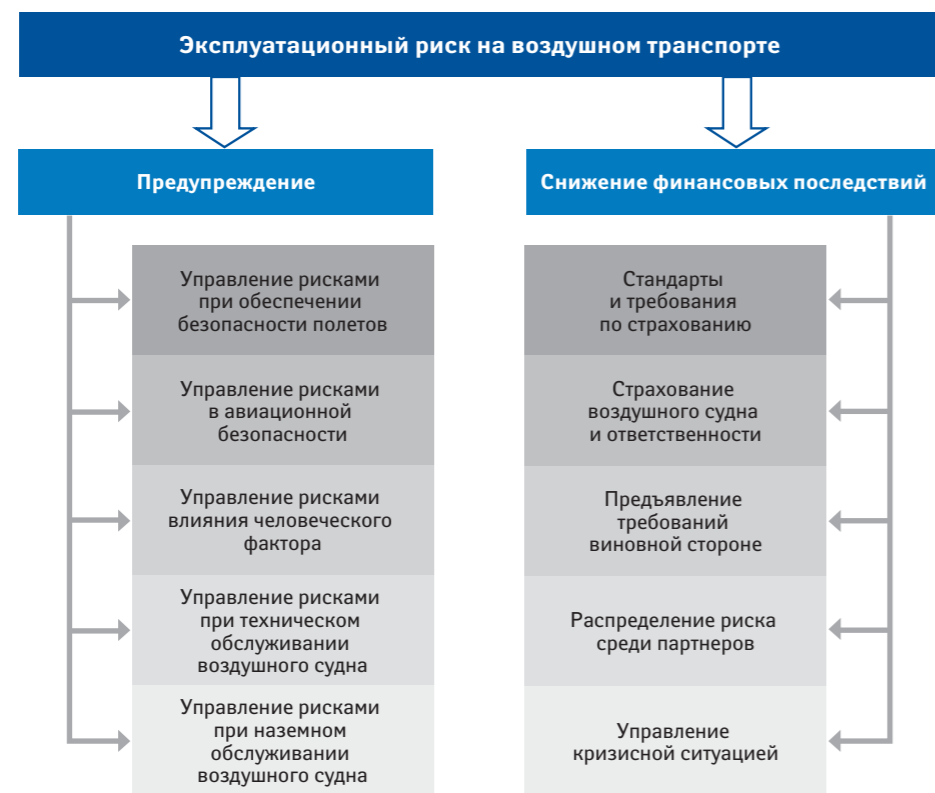 Эксплуатационный риск на воздушном транспорте
Предупреждение
Управление рисками
при обеспечении
безопасности полетов
Управление рисками
в авиационной
безопасности
Управление рисками
влияния человеческого
фактора
Управление рисками
при техническом
обслуживании
воздушного судна
Управление рисками
при наземном
обслуживании
воздушного судна
Снижение финансовых последствий
Стандарты
и требования
по страхованию
Страхование
воздушного судна
и ответственности
Предъявление
требований
виновной стороне
Распределение риска
среди партнеров
Управление
кризисной ситуацией